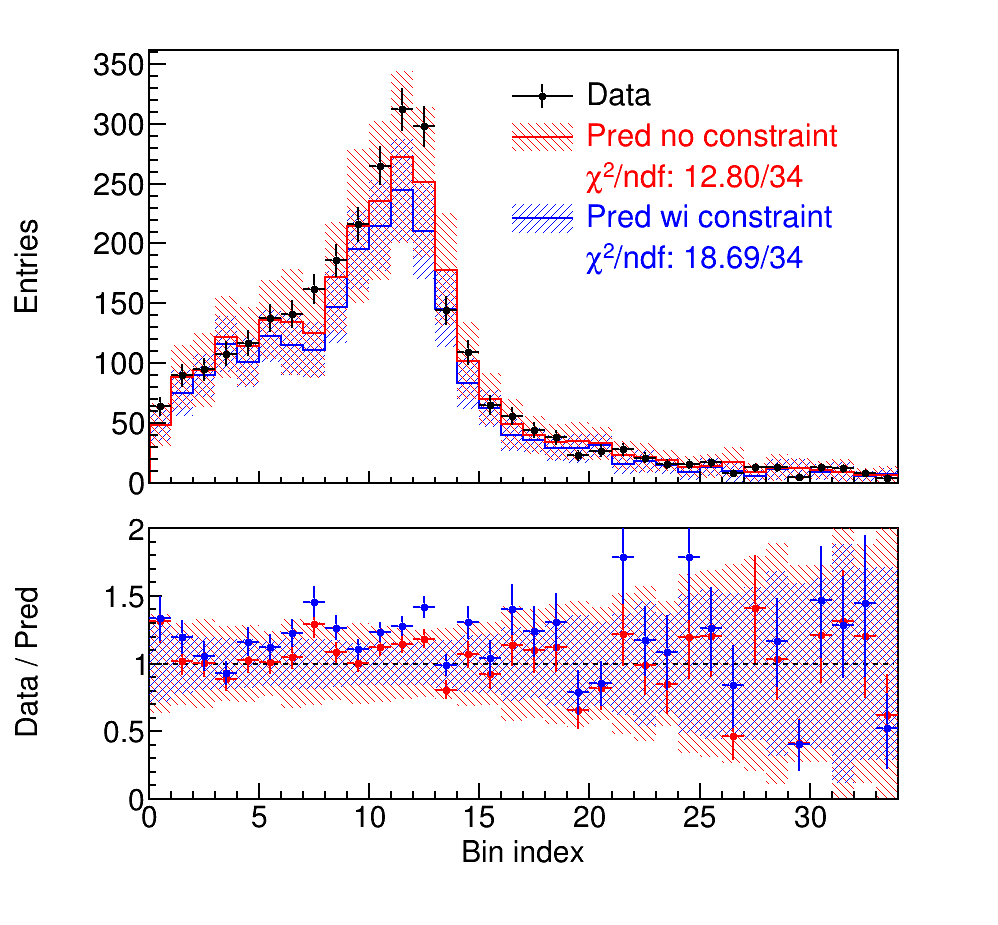 Entries
350
300
250
200
150
100
50
0
Data
Pred no constraint
χ²/ndf: 12.80/34
Pred wi constraint
χ²/ndf: 18.69/34
Data / Pred
2
1.5
1
0.5
0
0 5 10 15 20 25 30
Bin index